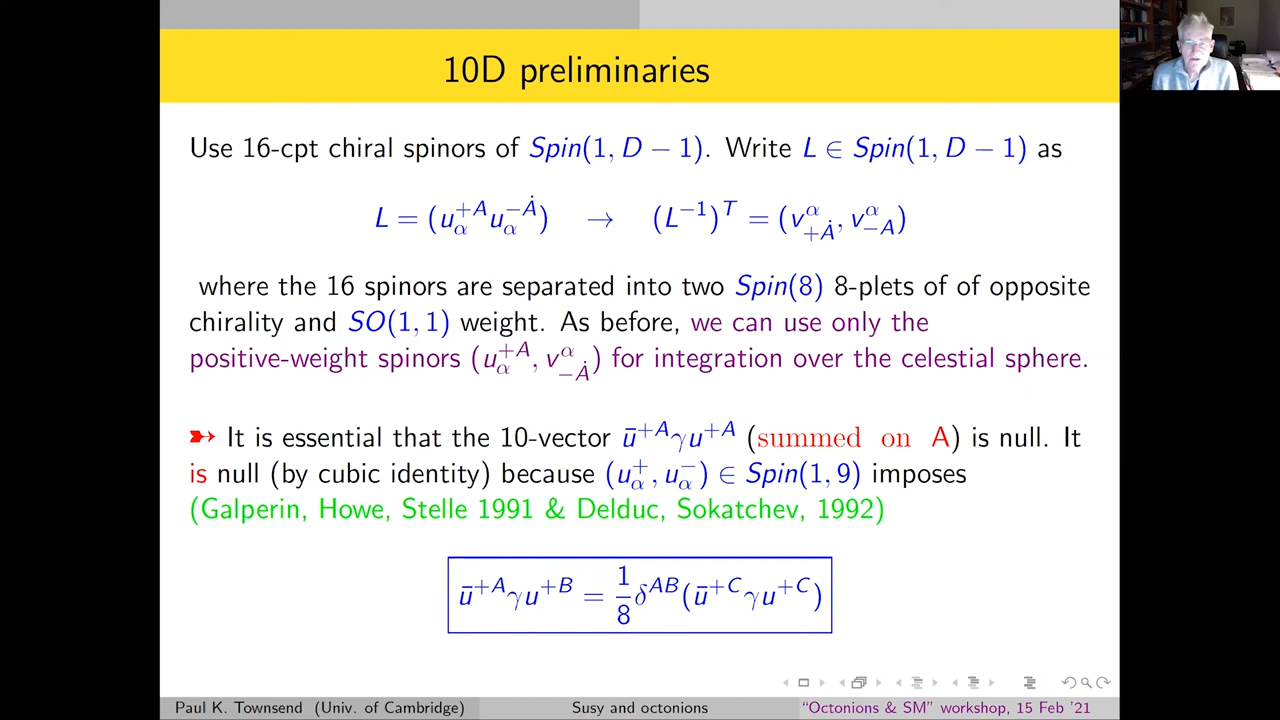 10D preliminaries
Use 16-cpt chiral spinors of Spin(1, D − 1). Write L ∈ Spin(1, D − 1) as
L = (u_α^{+A} u_α^{−Ȧ}) → (L^{−1})^T = (v^α_{+Ȧ}, v^α_{−A})
where the 16 spinors are separated into two Spin(8) 8-plets of of opposite
chirality and SO(1, 1) weight. As before, we can use only the
positive-weight spinors (u_α^{+A}, v^α_{−Ȧ}) for integration over the celestial sphere.
➳ It is essential that the 10-vector ū^{+A}γu^{+A} (summed on A) is null. It
is null (by cubic identity) because (u_α^+, u_α^−) ∈ Spin(1, 9) imposes
(Galperin, Howe, Stelle 1991 & Delduc, Sokatchev, 1992)
ū^{+A}γu^{+B} = 1/8 δ^{AB}(ū^{+C}γu^{+C})
Paul K. Townsend (Univ. of Cambridge) Susy and octonions “Octonions & SM” workshop, 15 Feb ’21